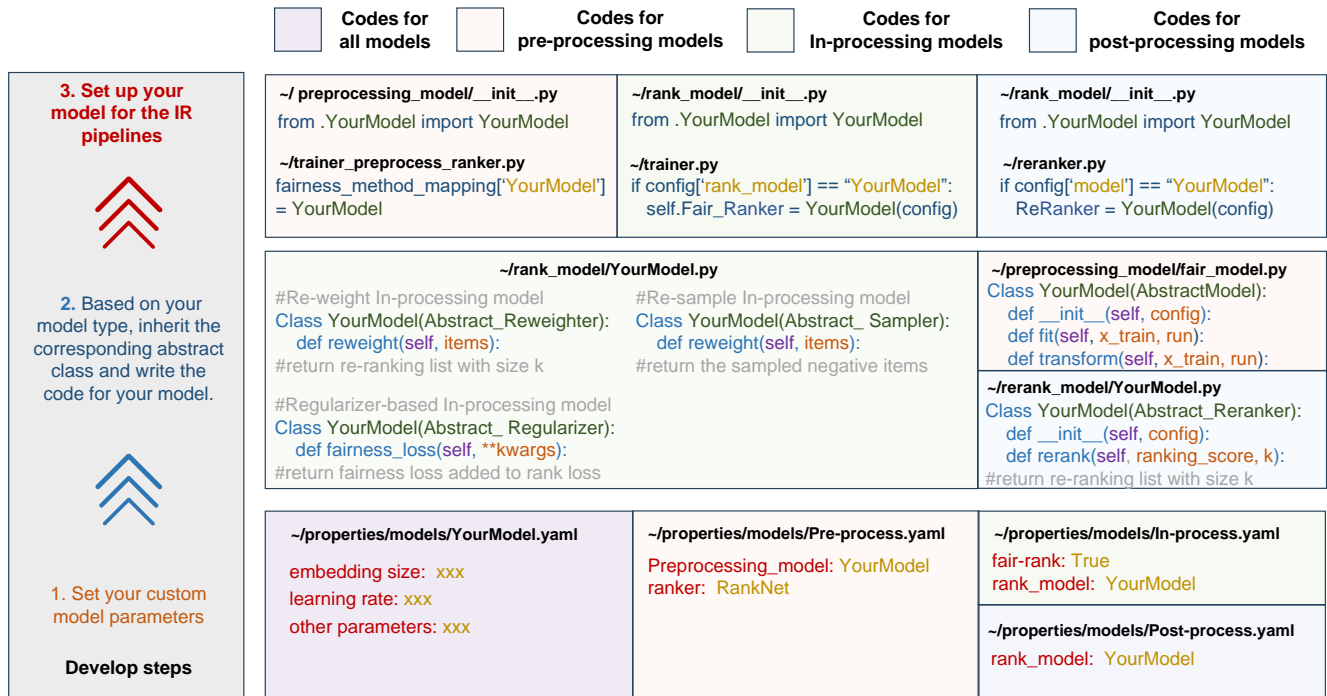 Codes for
all models
Codes for
pre-processing models
Codes for
In-processing models
Codes for
post-processing models
3. Set up your
model for the IR
pipelines
2. Based on your
model type, inherit the
corresponding abstract
class and write the
code for your model.
1. Set your custom
model parameters
Develop steps
~/ preprocessing_model/__init__.py
from .YourModel import YourModel
~/trainer_preprocess_ranker.py
fairness_method_mapping[‘YourModel’]
= YourModel
~/rank_model/__init__.py
from .YourModel import YourModel
~/trainer.py
if config[‘rank_model’] == “YourModel”:
self.Fair_Ranker = YourModel(config)
~/rank_model/__init__.py
from .YourModel import YourModel
~/reranker.py
if config[‘model’] == “YourModel”:
ReRanker = YourModel(config)
~/rank_model/YourModel.py
#Re-weight In-processing model
Class YourModel(Abstract_Reweighter):
def reweight(self, items):
#return re-ranking list with size k
#Regularizer-based In-processing model
Class YourModel(Abstract_ Regularizer):
def fairness_loss(self, **kwargs):
#return fairness loss added to rank loss
#Re-sample In-processing model
Class YourModel(Abstract_ Sampler):
def reweight(self, items):
#return the sampled negative items
~/preprocessing_model/fair_model.py
Class YourModel(AbstractModel):
def __init__(self, config):
def fit(self, x_train, run):
def transform(self, x_train, run):
~/rerank_model/YourModel.py
Class YourModel(Abstract_Reranker):
def __init__(self, config):
def rerank(self, ranking_score, k):
#return re-ranking list with size k
~/properties/models/YourModel.yaml
embedding size: xxx
learning rate: xxx
other parameters: xxx
~/properties/models/Pre-process.yaml
Preprocessing_model: YourModel
ranker: RankNet
~/properties/models/In-process.yaml
fair-rank: True
rank_model: YourModel
~/properties/models/Post-process.yaml
rank_model: YourModel